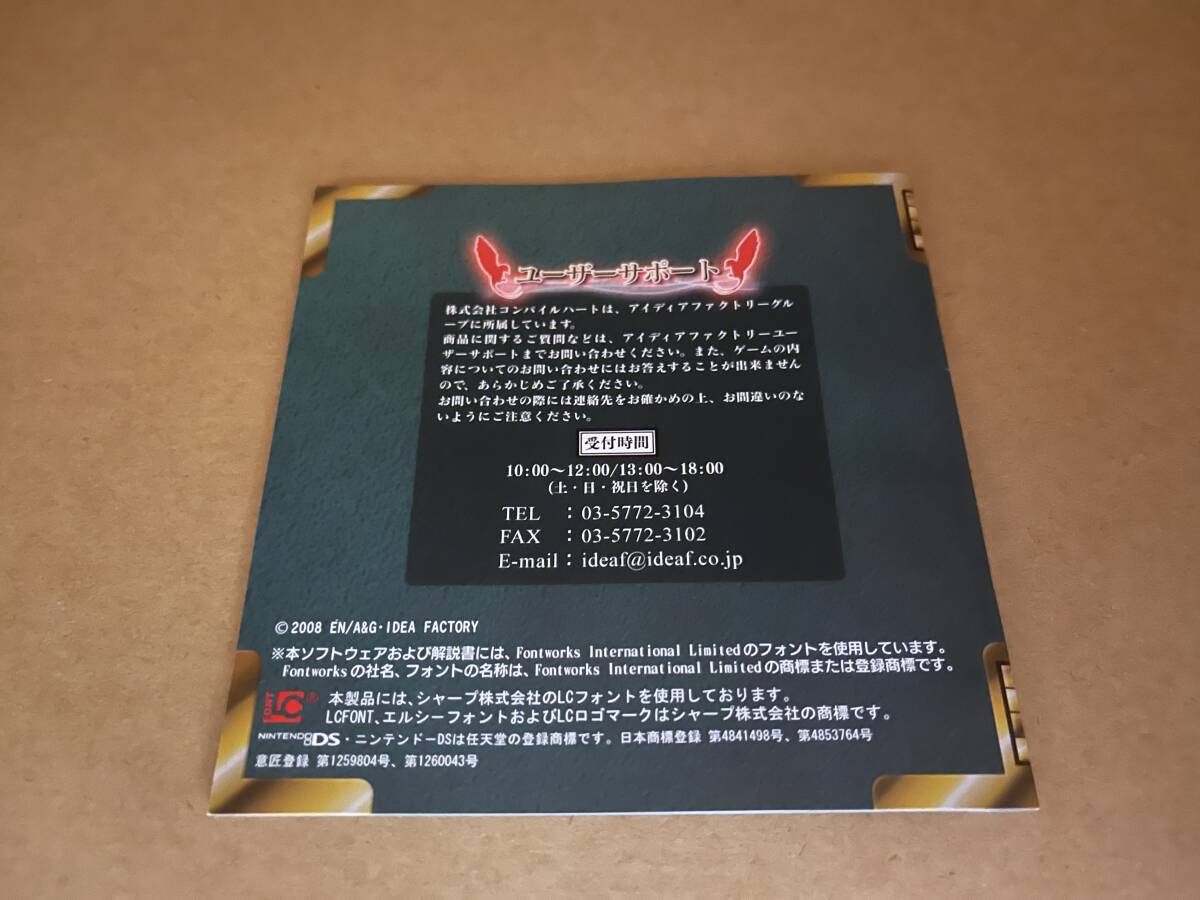 ユーザーサポート
株式会社コンパイルハートは、アイディアファクトリーグル
ープに所属しています。
商品に関するご質問などは、アイディアファクトリーユー
ザーサポートまでお問い合わせください。また、ゲームの内
容についてのお問い合わせにはお答えすることが出来ません
ので、あらかじめご了承ください。
お問い合わせの際には連絡先をお確かめの上、お間違いのな
いようにご注意ください。
受付時間
10:00～12:00/13:00～18:00
(土・日・祝日を除く)
TEL ：03-5772-3104
FAX ：03-5772-3102
E-mail：ideaf@ideaf.co.jp
©2008 EN/A&G・IDEA FACTORY
※本ソフトウェアおよび解説書には、Fontworks International Limitedのフォントを使用しています。
Fontworksの社名、フォントの名称は、Fontworks International Limitedの商標または登録商標です。
LC FONT ® 本製品には、シャープ株式会社のLCフォントを使用しております。
LCFONT、エルシーフォントおよびLCロゴマークはシャープ株式会社の商標です。
NINTENDO DS・ニンテンドーDSは任天堂の登録商標です。日本商標登録 第4841498号、第4853764号
意匠登録 第1259804号、第1260043号